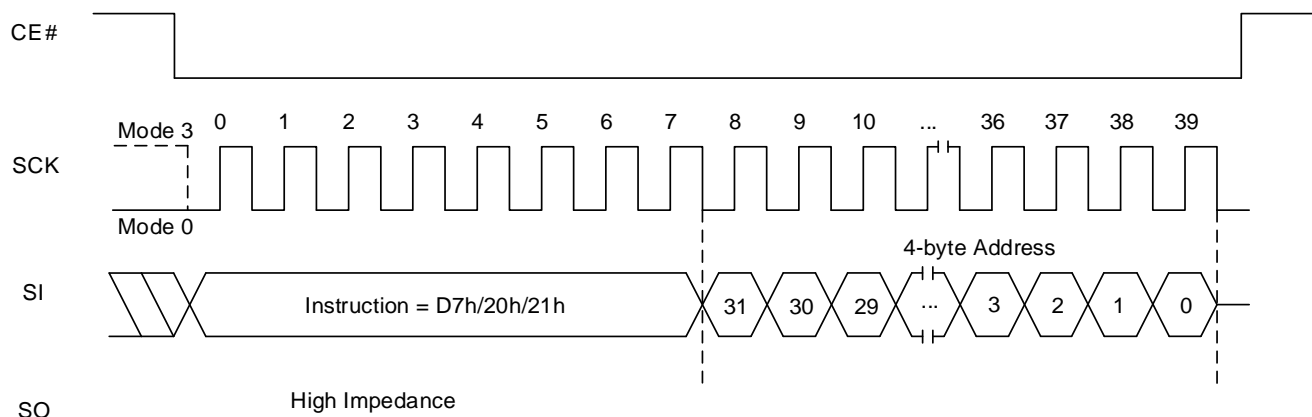 CE#
Mode 3
0 1 2 3 4 5 6 7 8 9 10 ... 36 37 38 39
SCK
Mode 0
4-byte Address
SI
Instruction = D7h/20h/21h
31 30 29 ... 3 2 1 0
High Impedance
SO